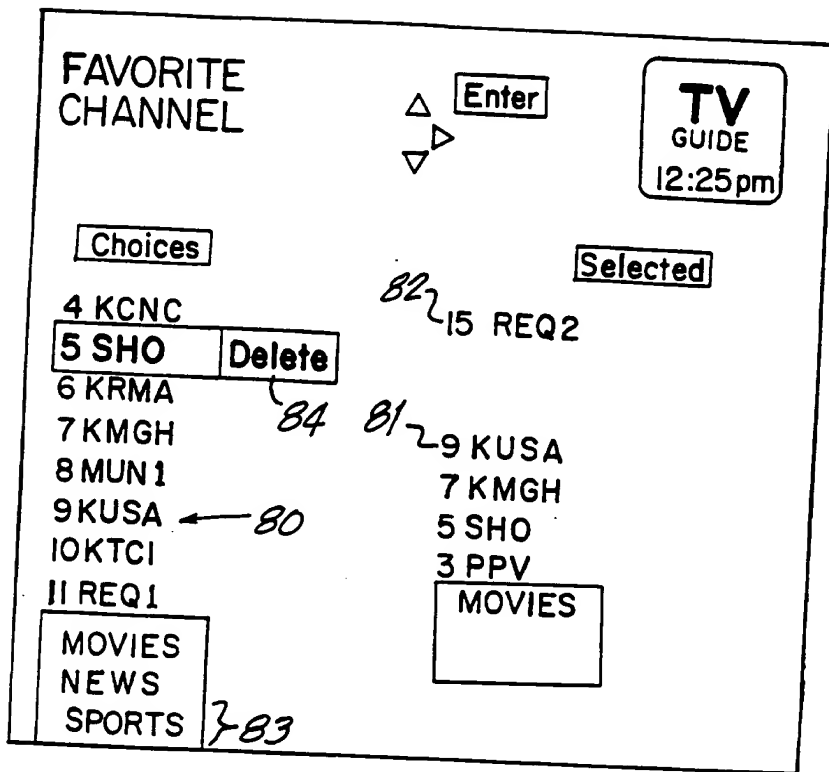 FAVORITE
CHANNEL
Enter
TV
GUIDE
12:25pm
Choices
Selected
4 KCNC
5 SHO Delete
6 KRMA
7 KMGH
8 MUN1
9 KUSA
10 KTCI
11 REQ1
MOVIES
NEWS
SPORTS
83
80
84
82
15 REQ2
81
9 KUSA
7 KMGH
5 SHO
3 PPV
MOVIES